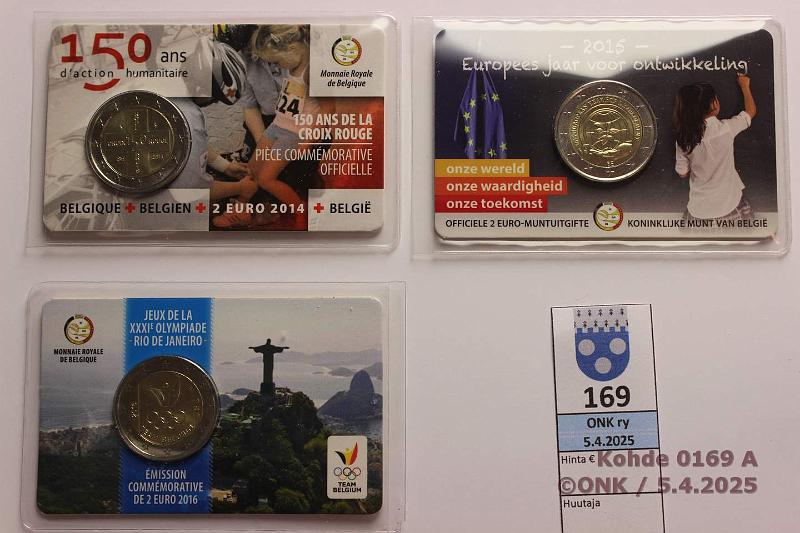 150 ans
d'action humanitaire
Monnaie Royale
de Belgique
24
150 ANS DE LA
CROIX ROUGE
PIÈCE COMMÉMORATIVE
OFFICIELLE
BELGIQUE + BELGIEN + 2 EURO 2014 + BELGIË
- 2015 -
Europees jaar voor ontwikkeling
onze wereld
onze waardigheid
onze toekomst
OFFICIELE 2 EURO-MUNTUITGIFTE
KONINKLIJKE MUNT VAN BELGIË
MONNAIE ROYALE
DE BELGIQUE
JEUX DE LA
XXXIE OLYMPIADE
- RIO DE JANEIRO -
2016
TEAM BELGIUM
ÉMISSION
COMMÉMORATIVE
DE 2 EURO 2016
TEAM
BELGIUM
169
ONK ry
5.4.2025
Hinta €
Kohde 0169 A
©ONK / 5.4.2025
Huutaja